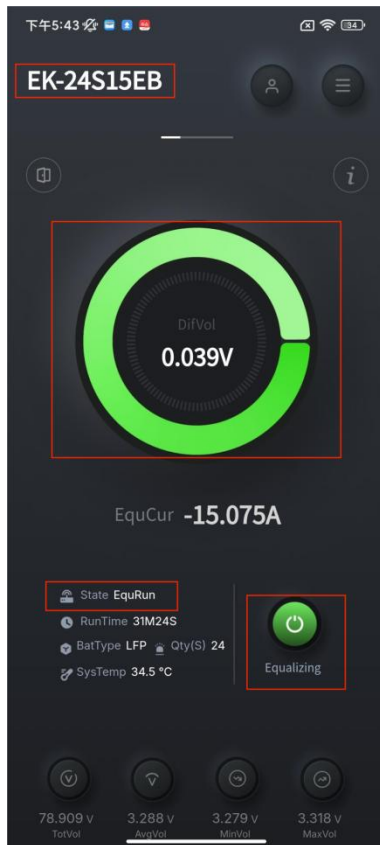 下午5:43
34
EK-24S15EB
i
DifVol
0.039V
EquCur -15.075A
State EquRun
RunTime 31M24S
BatType LFP Qty(S) 24
SysTemp 34.5 °C
Equalizing
78.909 V 3.288 V 3.279 V 3.318 V
TotVol AvgVol MinVol MaxVol